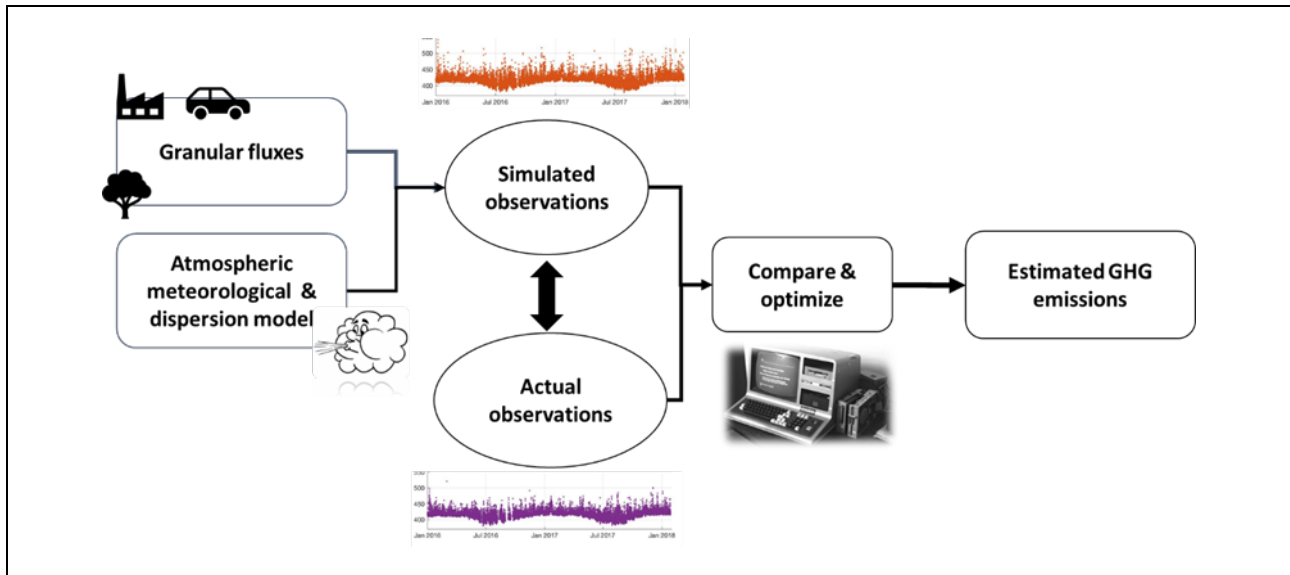 500
450
400
Jan 2016 Jul 2016 Jan 2017 Jul 2017 Jan 2018
Granular fluxes
Simulated
observations
Atmospheric
meteorological &
dispersion model
Compare &
optimize
Estimated GHG
emissions
Actual
observations
500
450
400
Jan 2016 Jul 2016 Jan 2017 Jul 2017 Jan 2018